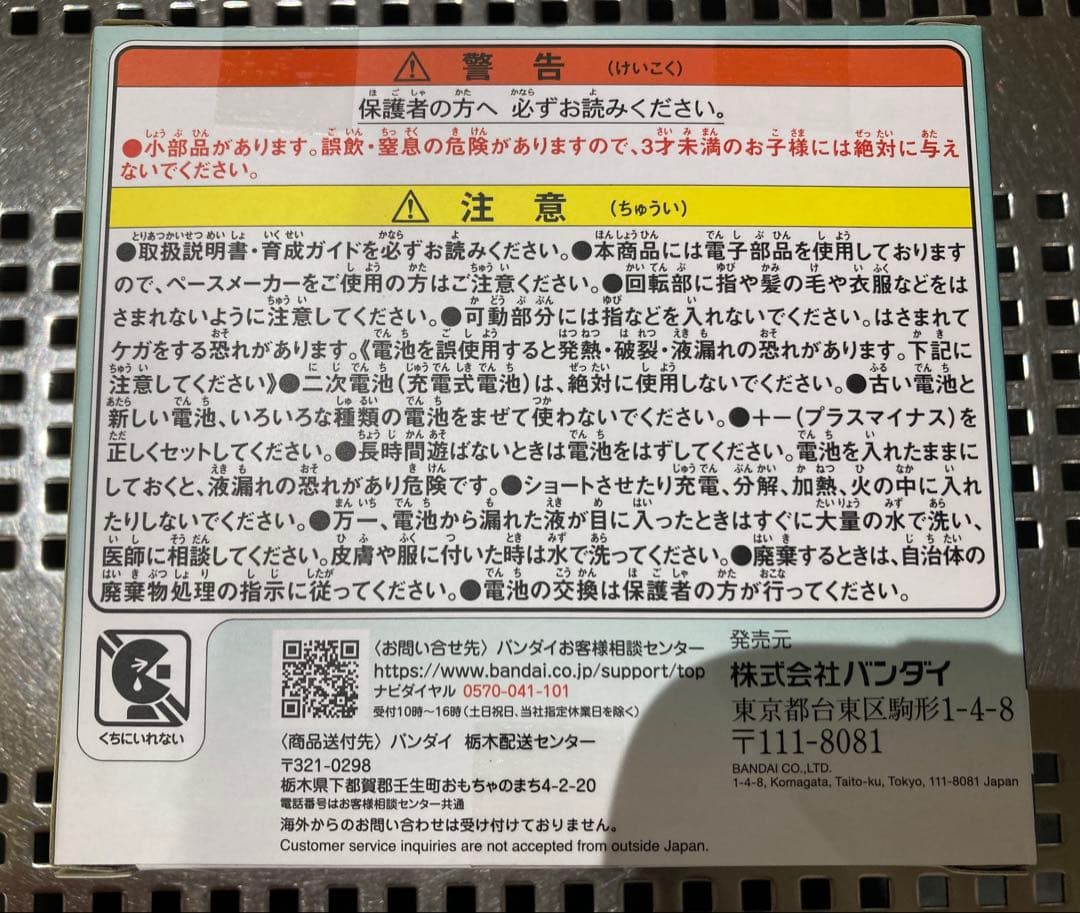 警告 (けいこく)
保護者の方へ 必ずお読みください。
●小部品があります。誤飲・窒息の危険がありますので、3才未満のお子様には絶対に与え
ないでください。
注意 (ちゅうい)
●取扱説明書・育成ガイドを必ずお読みください。●本商品には電子部品を使用しております
ので、ペースメーカーをご使用の方はご注意ください。●回転部に指や髪の毛や衣服などをは
さまれないように注意してください。●可動部分には指などを入れないでください。はさまれて
ケガをする恐れがあります。《電池を誤使用すると発熱・破裂・液漏れの恐れがあります。下記に
注意してください》●二次電池(充電式電池)は、絶対に使用しないでください。●古い電池と
新しい電池、いろいろな種類の電池をまぜて使わないでください。●+-(プラスマイナス)を
正しくセットしてください。●長時間遊ばないときは電池をはずしてください。電池を入れたままに
しておくと、液漏れの恐れがあり危険です。●ショートさせたり充電、分解、加熱、火の中に入れ
たりしないでください。●万一、電池から漏れた液が目に入ったときはすぐに大量の水で洗い、
医師に相談してください。皮膚や服に付いた時は水で洗ってください。●廃棄するときは、自治体の
廃棄物処理の指示に従ってください。●電池の交換は保護者の方が行ってください。
くちにいれない
〈お問い合せ先〉バンダイお客様相談センター
https://www.bandai.co.jp/support/top
ナビダイヤル 0570-041-101
受付10時〜16時(土日祝日、当社指定休業日を除く)
〈商品送付先〉バンダイ 栃木配送センター
〒321-0298
栃木県下都賀郡壬生町おもちゃのまち4-2-20
電話番号はお客様相談センター共通
海外からのお問い合わせは受け付けておりません。
Customer service inquiries are not accepted from outside Japan.
発売元
株式会社バンダイ
東京都台東区駒形1-4-8
〒111-8081
BANDAI CO.,LTD.
1-4-8, Komagata, Taito-ku, Tokyo, 111-8081 Japan